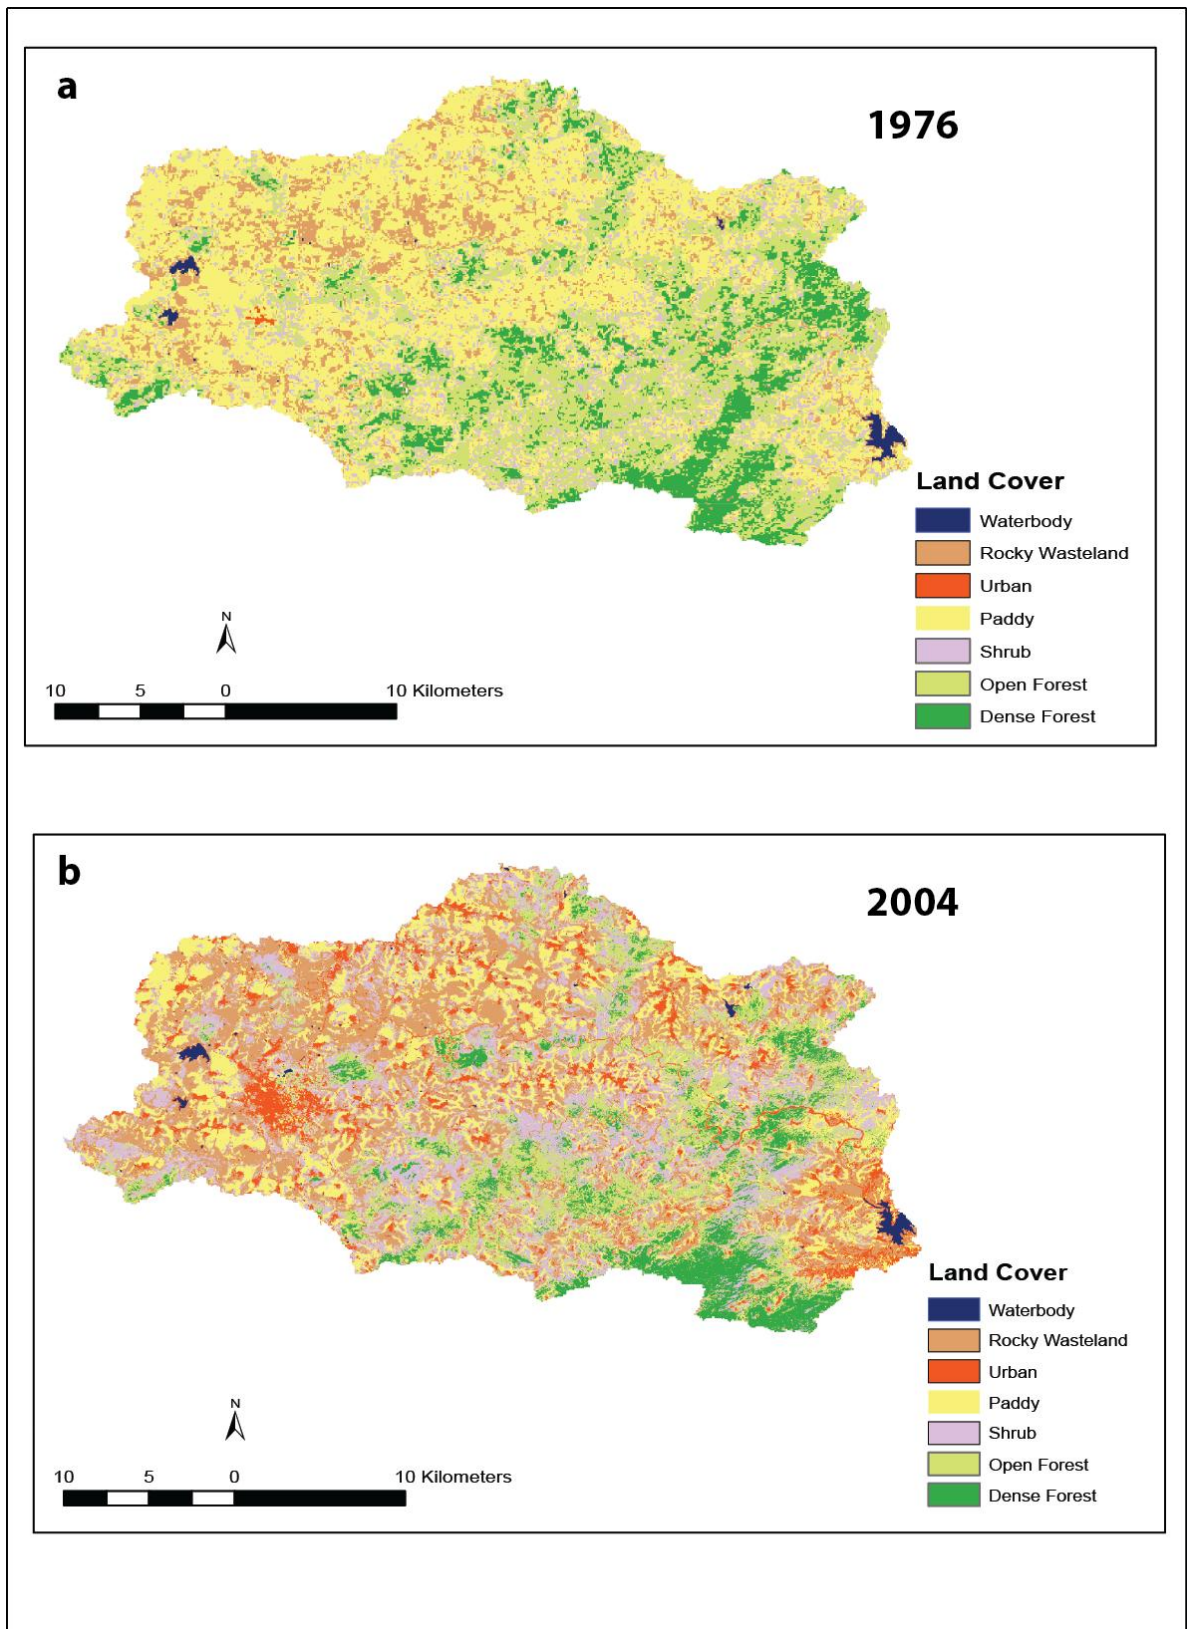 a
1976
Land Cover
Waterbody
Rocky Wasteland
Urban
Paddy
Shrub
Open Forest
Dense Forest
N
10 5 0 10 Kilometers
b
2004
Land Cover
Waterbody
Rocky Wasteland
Urban
Paddy
Shrub
Open Forest
Dense Forest
N
10 5 0 10 Kilometers